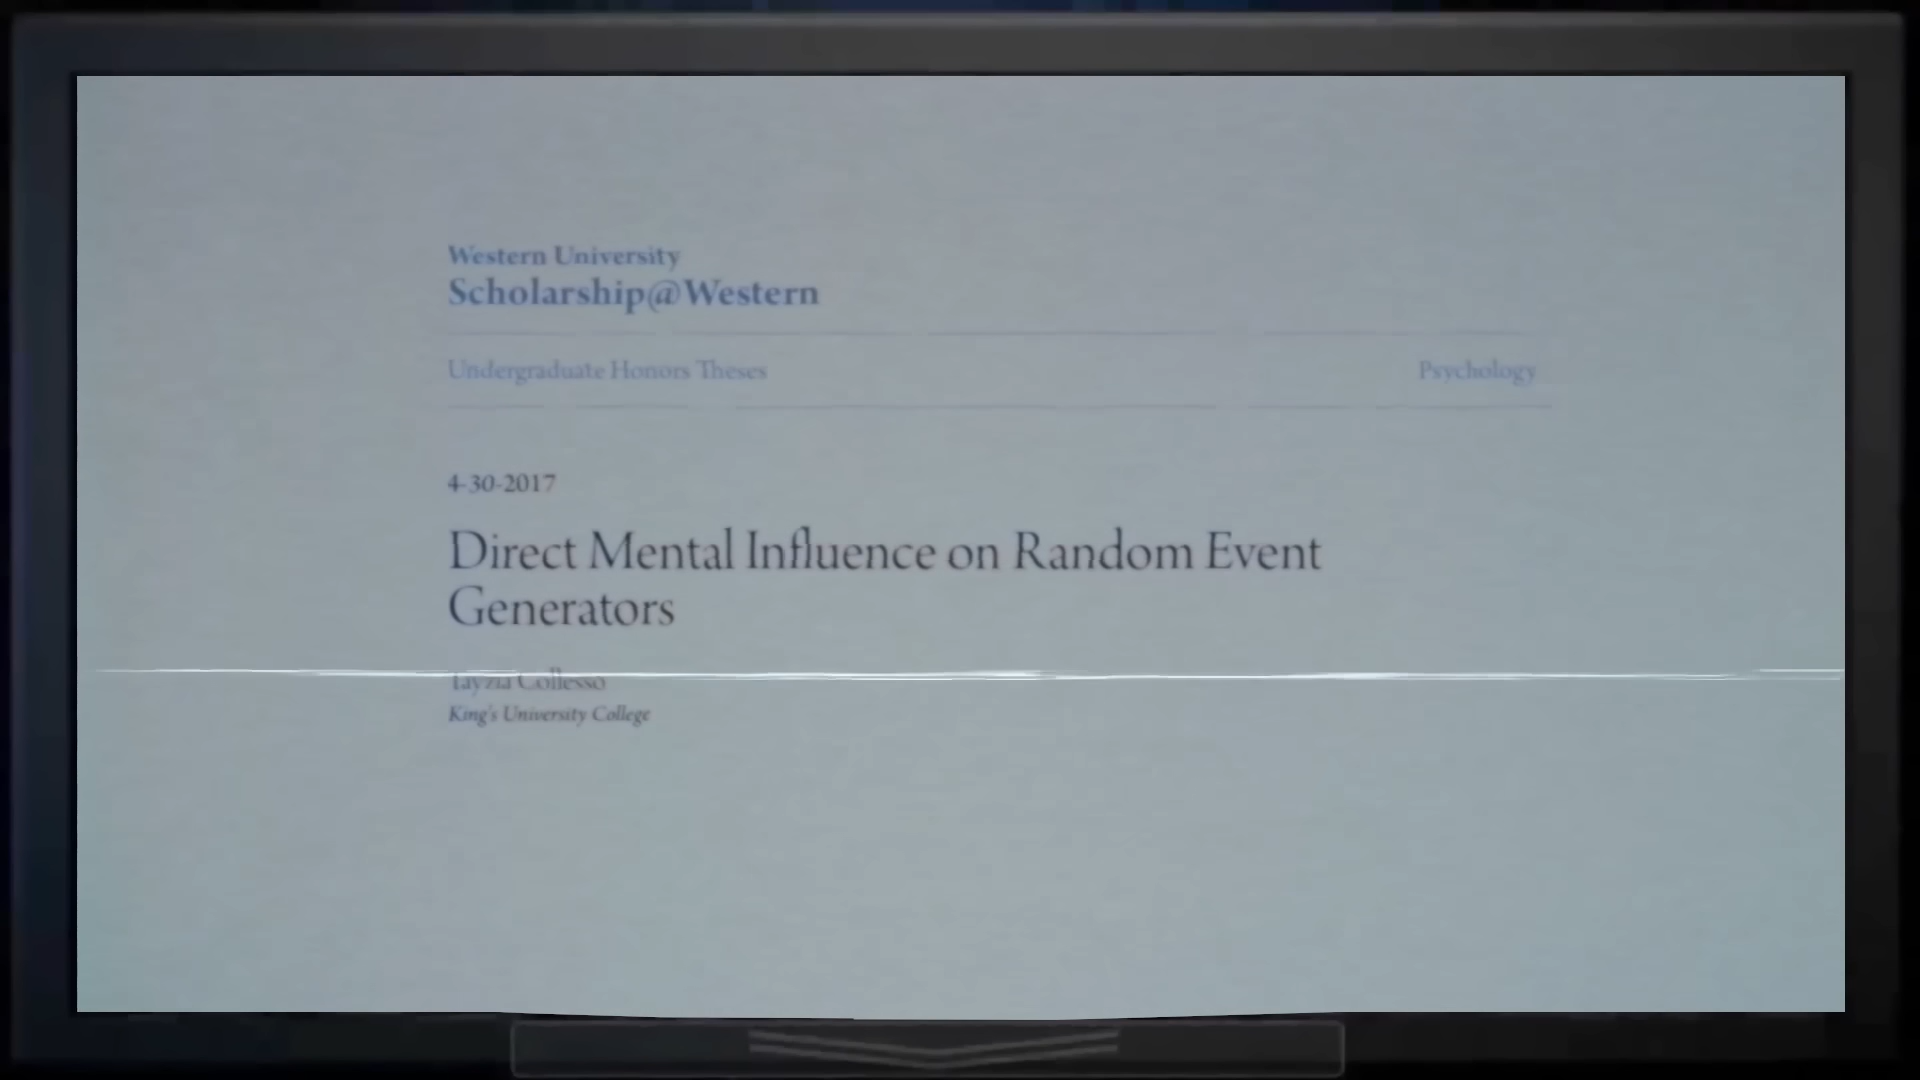 Western University
Scholarship@Western
Undergraduate Honors Theses
Psychology
4-30-2017
Direct Mental Influence on Random Event
Generators
Collesso
King's University College